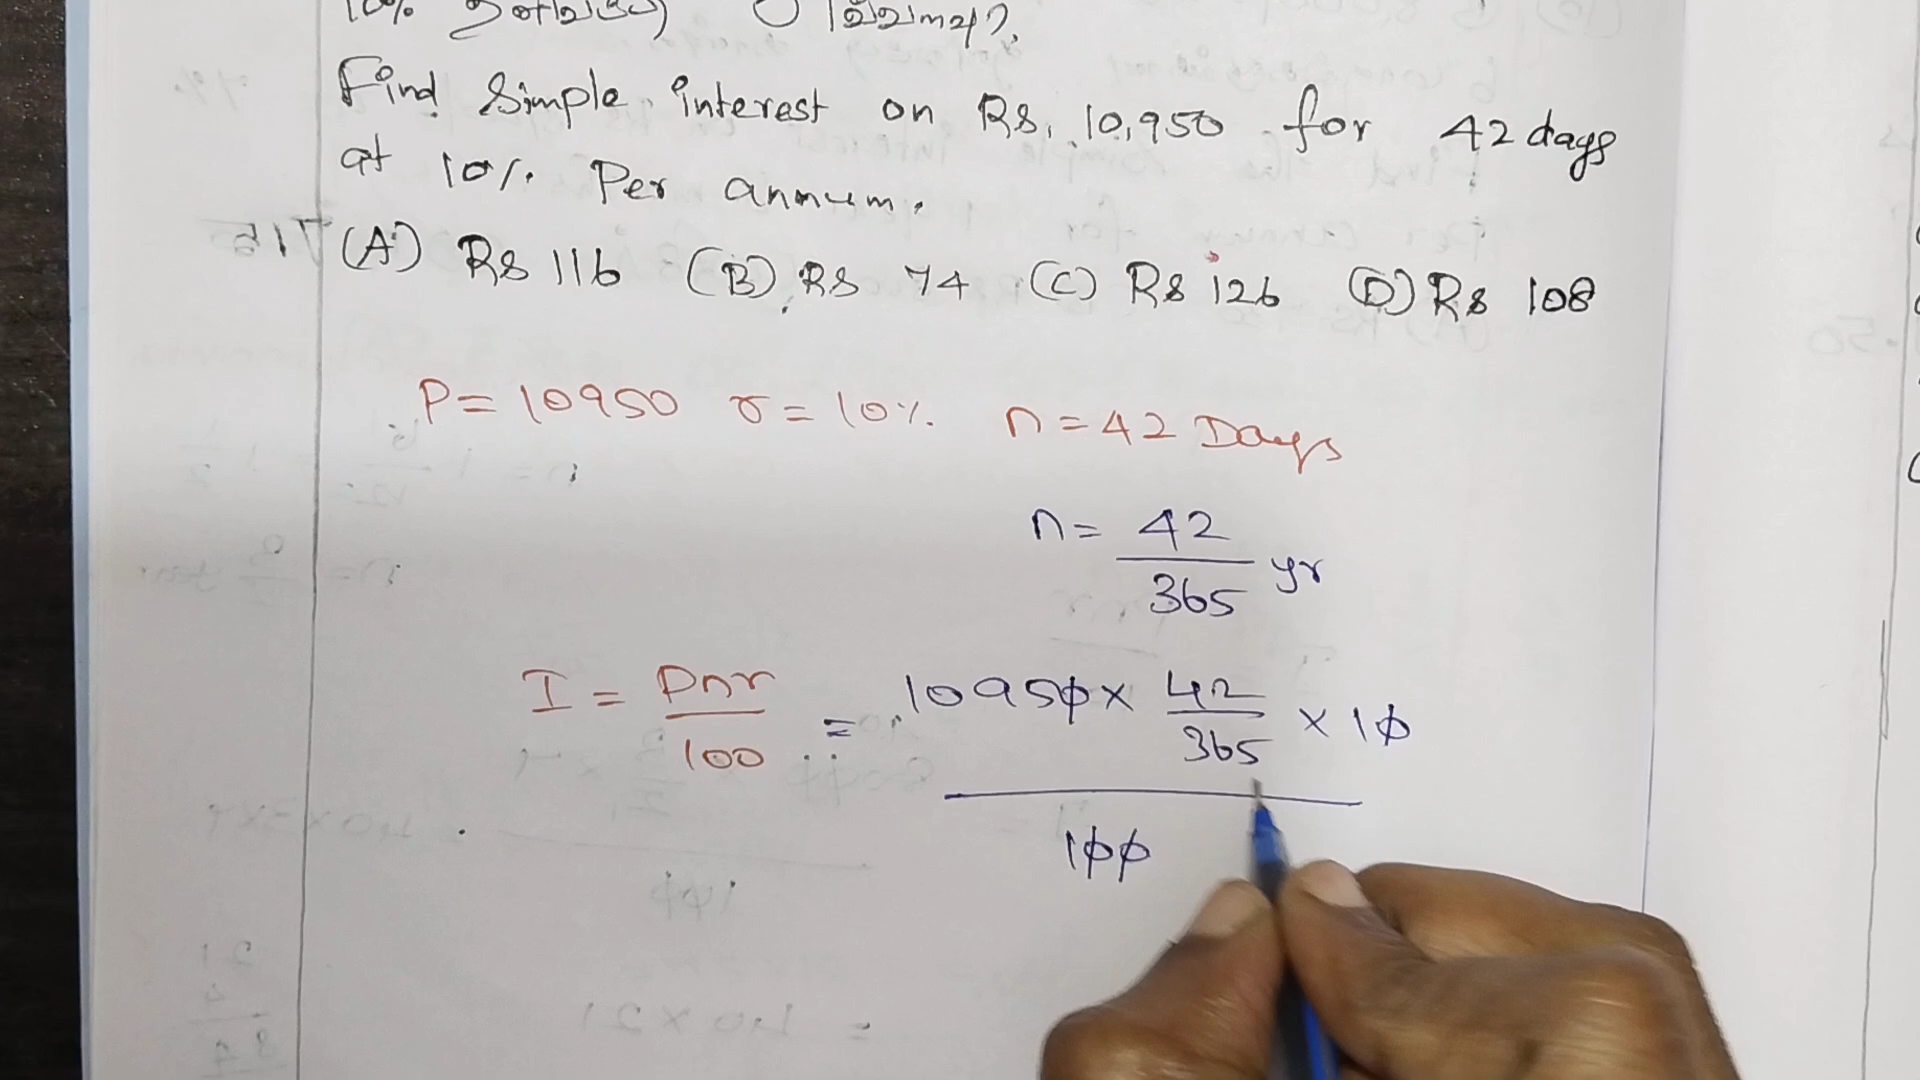 10%
Find Simple interest on Rs. 10,950 for 42 days
at 10% Per annum.
(A) Rs 116 (B) Rs 74 (C) Rs 126 (D) Rs 108
P = 10950 r = 10% n = 42 Days
n = 42/365 yr
I = Pnr/100 = 10950 × 42/365 × 10
100